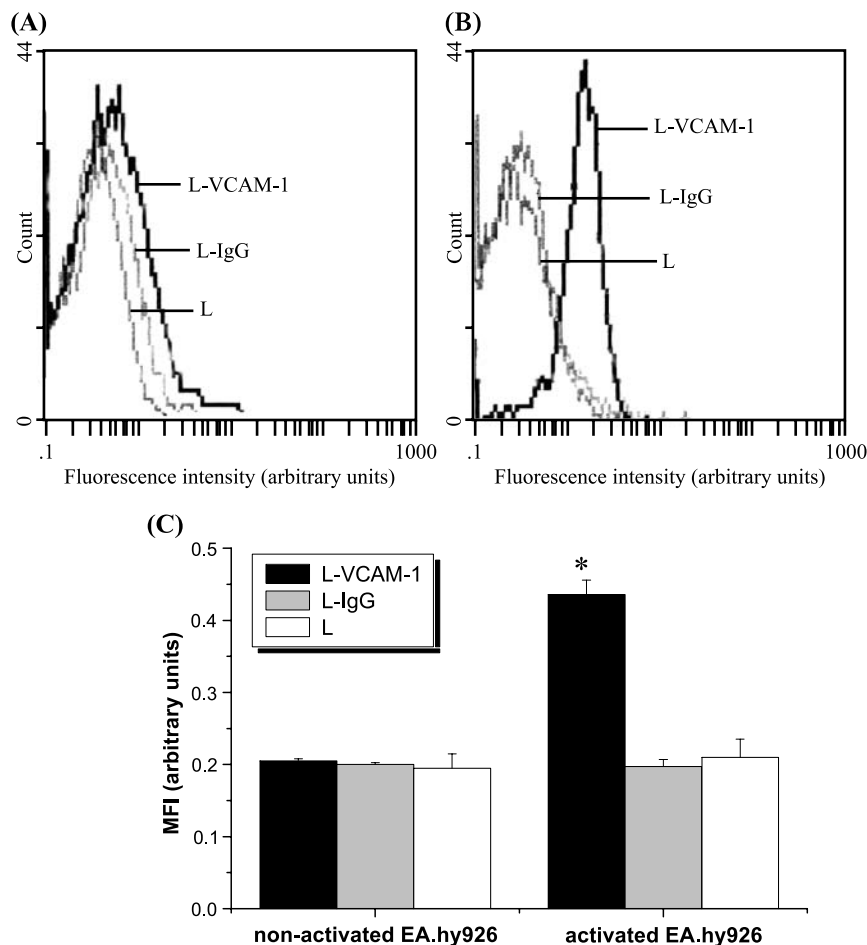 (A)
44
Count
0
L-VCAM-1
L-IgG
L
.1
1000
Fluorescence intensity (arbitrary units)
(B)
44
Count
0
L-VCAM-1
L-IgG
L
.1
1000
Fluorescence intensity (arbitrary units)
(C)
MFI (arbitrary units)
0.5
0.4
0.3
0.2
0.1
0.0
L-VCAM-1
L-IgG
L
*
non-activated EA.hy926
activated EA.hy926